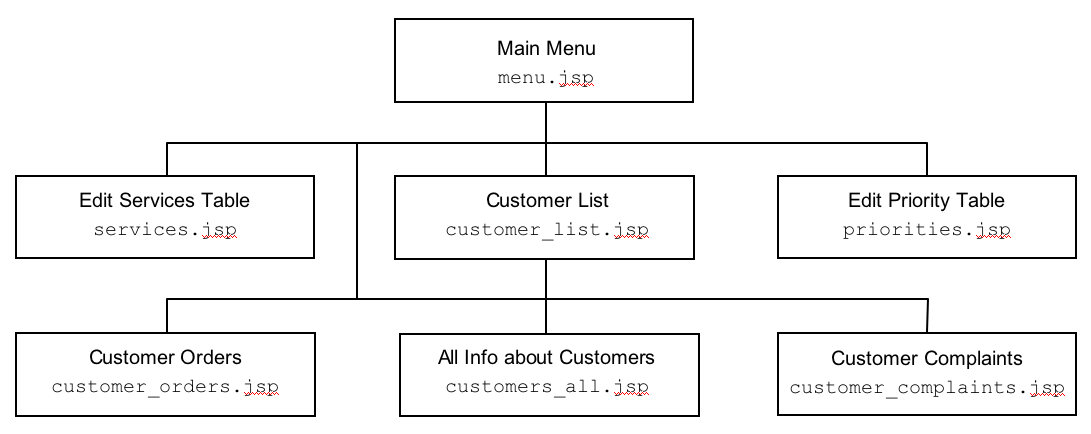 Main Menu
menu.jsp
Edit Services Table
services.jsp
Customer List
customer_list.jsp
Edit Priority Table
priorities.jsp
Customer Orders
customer_orders.jsp
All Info about Customers
customers_all.jsp
Customer Complaints
customer_complaints.jsp